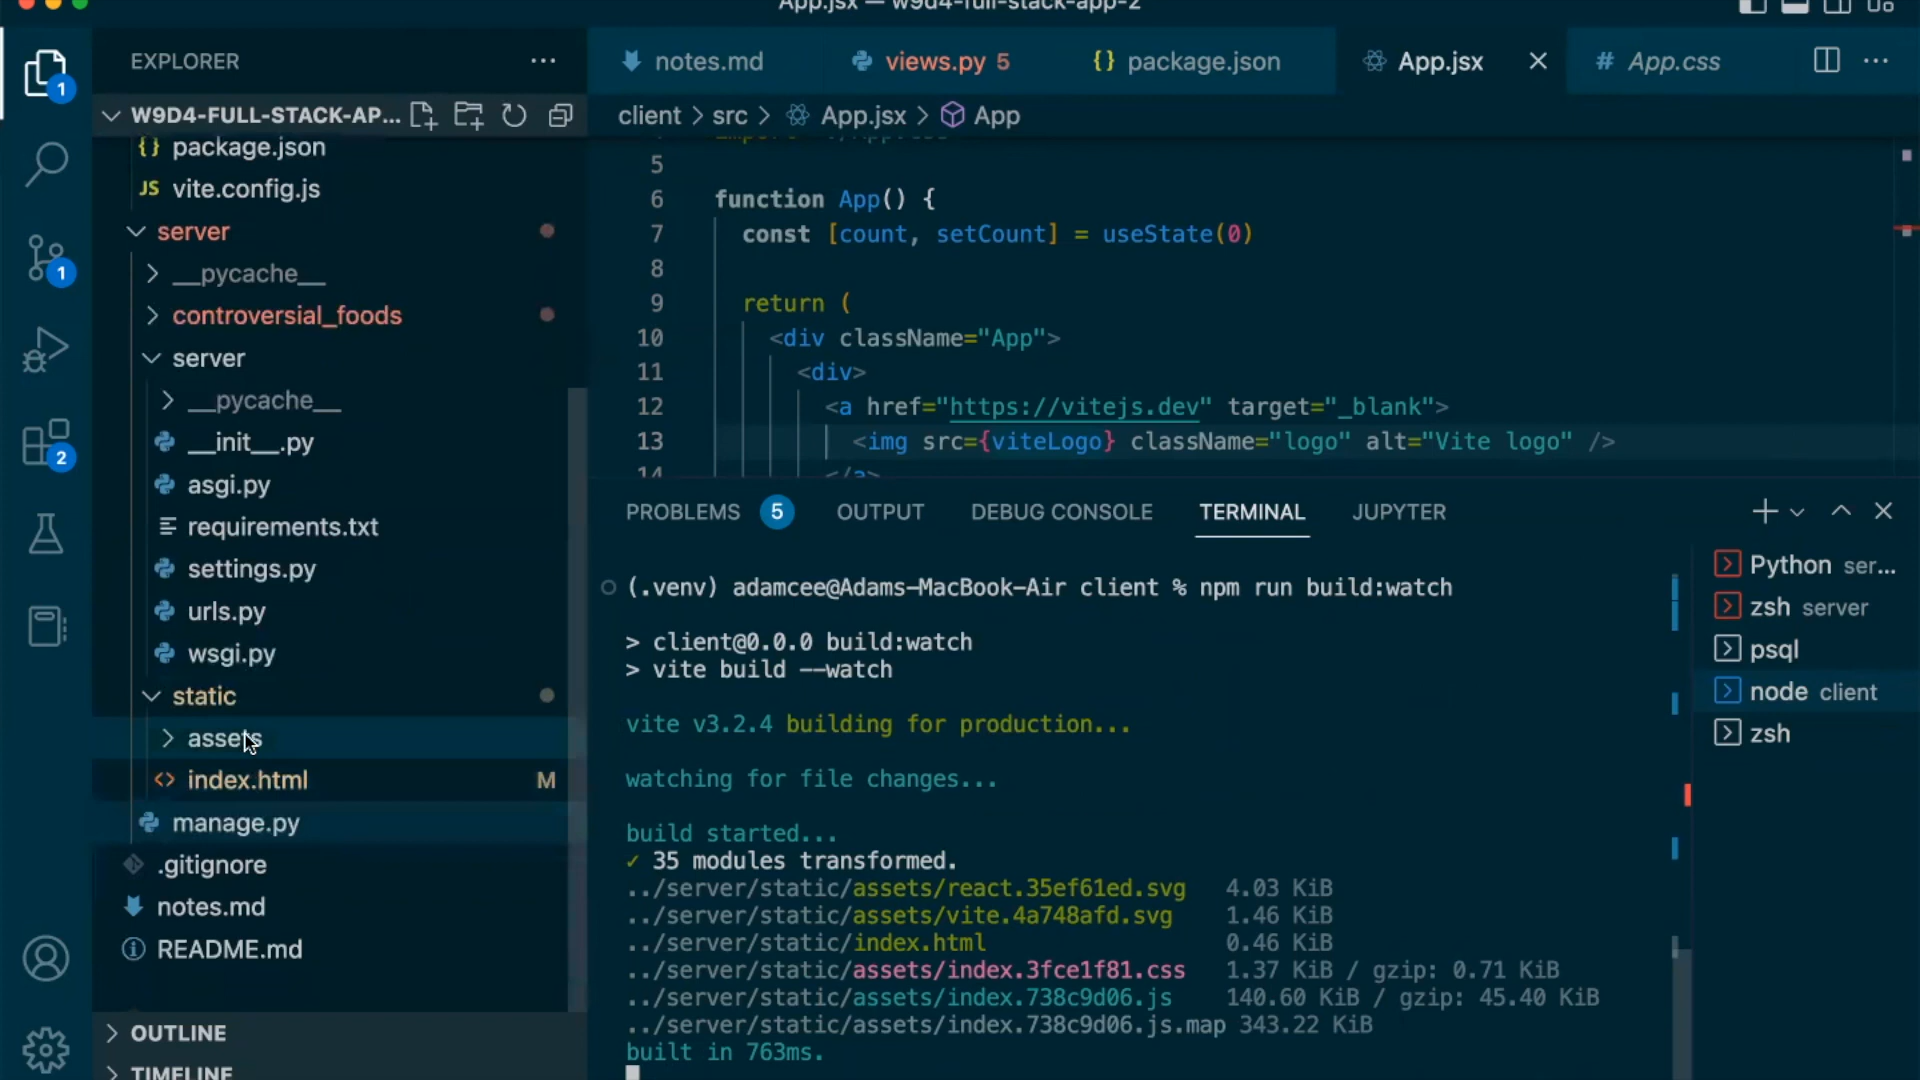 App.jsx — w9d4-full-stack-app-2
EXPLORER
1
W9D4-FULL-STACK-AP...
{} package.json
JS vite.config.js
server
__pycache__
controversial_foods
server
__pycache__
__init__.py
asgi.py
requirements.txt
settings.py
urls.py
wsgi.py
static
assets
index.html M
manage.py
.gitignore
notes.md
README.md
OUTLINE
TIMELINE
1
2
notes.md
views.py 5
{} package.json
App.jsx
# App.css
client > src > App.jsx > App
5
6 function App() {
7 const [count, setCount] = useState(0)
8
9 return (
10 <div className="App">
11 <div>
12 <a href="https://vitejs.dev" target="_blank">
13 <img src={viteLogo} className="logo" alt="Vite logo" />
14 </a>
PROBLEMS 5 OUTPUT DEBUG CONSOLE TERMINAL JUPYTER
(.venv) adamcee@Adams-MacBook-Air client % npm run build:watch
> client@0.0.0 build:watch
> vite build --watch
vite v3.2.4 building for production...
watching for file changes...
build started...
✓ 35 modules transformed.
../server/static/assets/react.35ef61ed.svg 4.03 KiB
../server/static/assets/vite.4a748afd.svg 1.46 KiB
../server/static/index.html 0.46 KiB
../server/static/assets/index.3fce1f81.css 1.37 KiB / gzip: 0.71 KiB
../server/static/assets/index.738c9d06.js 140.60 KiB / gzip: 45.40 KiB
../server/static/assets/index.738c9d06.js.map 343.22 KiB
built in 763ms.
Python ser...
zsh server
psql
node client
zsh